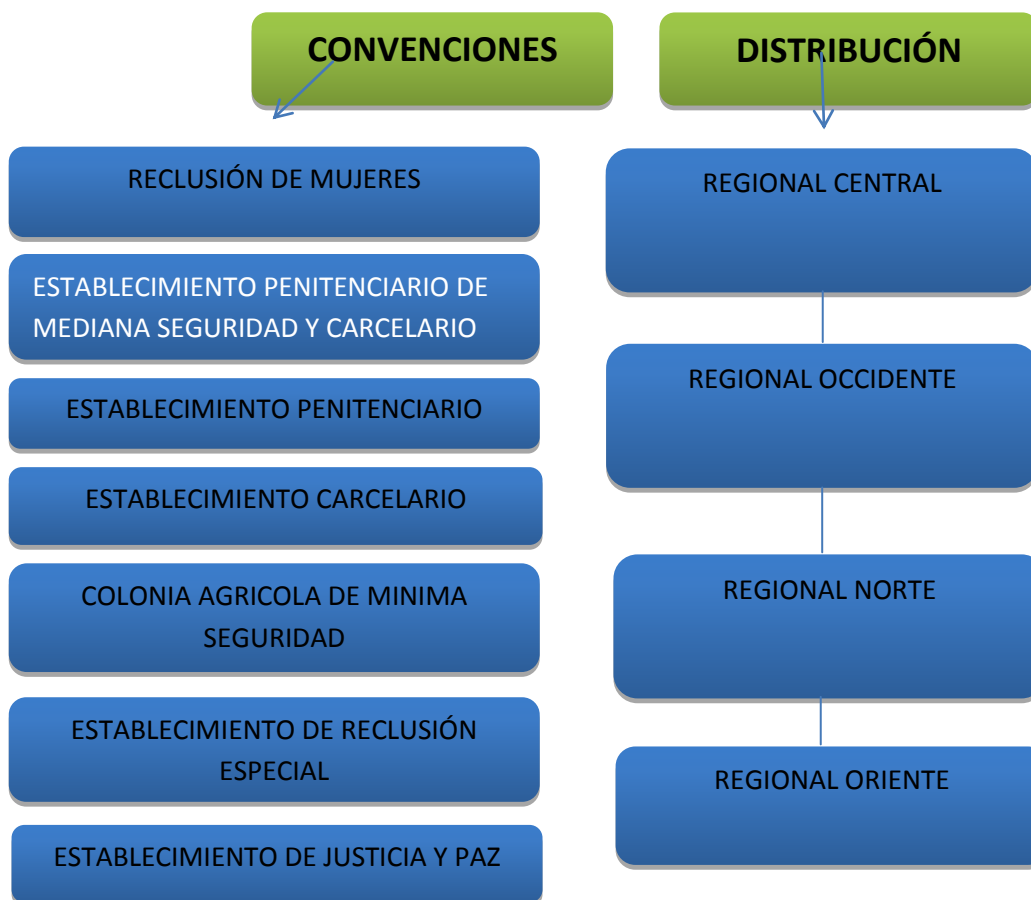 CONVENCIONES
DISTRIBUCIÓN
RECLUSIÓN DE MUJERES
ESTABLECIMIENTO PENITENCIARIO DE
MEDIANA SEGURIDAD Y CARCELARIO
ESTABLECIMIENTO PENITENCIARIO
ESTABLECIMIENTO CARCELARIO
COLONIA AGRICOLA DE MINIMA
SEGURIDAD
ESTABLECIMIENTO DE RECLUSIÓN
ESPECIAL
ESTABLECIMIENTO DE JUSTICIA Y PAZ
REGIONAL CENTRAL
REGIONAL OCCIDENTE
REGIONAL NORTE
REGIONAL ORIENTE